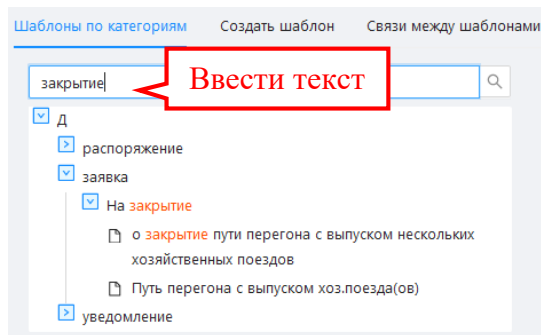 Шаблоны по категориям Создать шаблон Связи между шаблонами
закрытие Ввести текст
Д
распоряжение
заявка
На закрытие
о закрытие пути перегона с выпуском нескольких
хозяйственных поездов
Путь перегона с выпуском хоз.поезда(ов)
уведомление